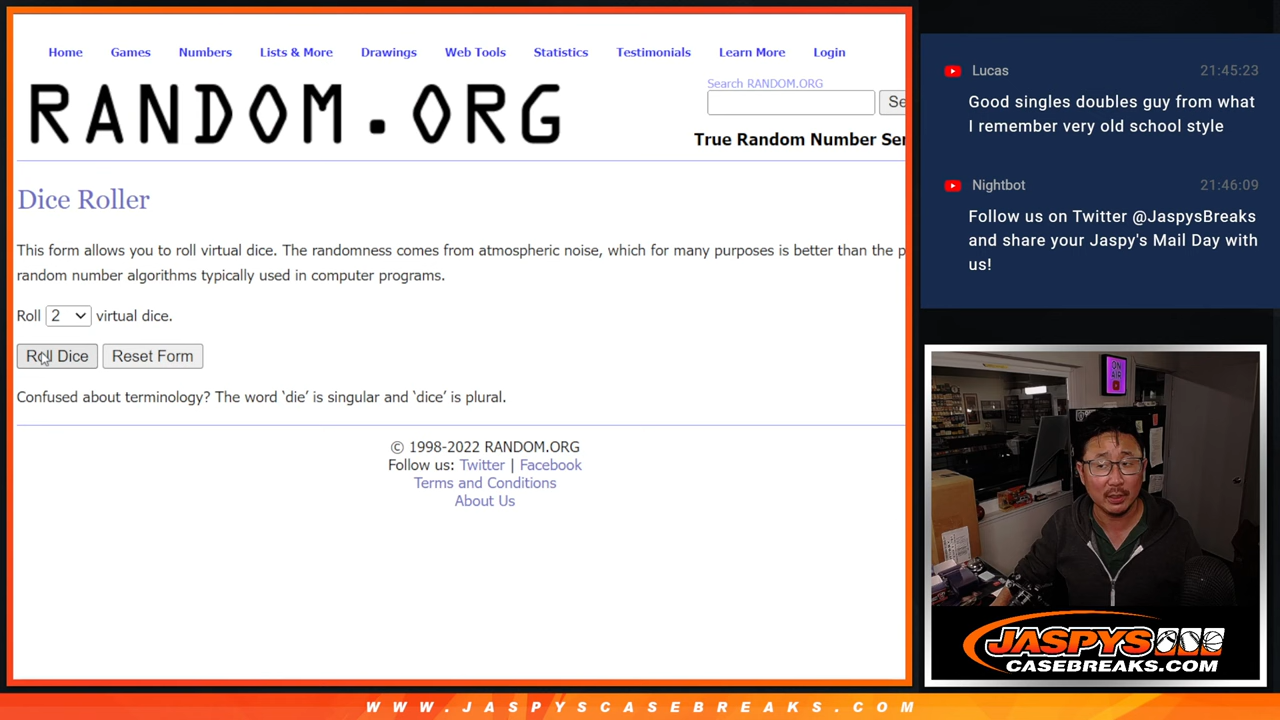 Home Games Numbers Lists & More Drawings Web Tools Statistics Testimonials Learn More Login
RANDOM.ORG
Search RANDOM.ORG
Se
True Random Number Ser
Dice Roller
This form allows you to roll virtual dice. The randomness comes from atmospheric noise, which for many purposes is better than the p
random number algorithms typically used in computer programs.
Roll 2 virtual dice.
Roll Dice Reset Form
Confused about terminology? The word ‘die’ is singular and ‘dice’ is plural.
© 1998-2022 RANDOM.ORG
Follow us: Twitter | Facebook
Terms and Conditions
About Us
Lucas 21:45:23
Good singles doubles guy from what
I remember very old school style
Nightbot 21:46:09
Follow us on Twitter @JaspysBreaks
and share your Jaspy's Mail Day with
us!
ON
AIR
JASPYS
CASEBREAKS.COM
WWW.JASPYSCASEBREAKS.COM